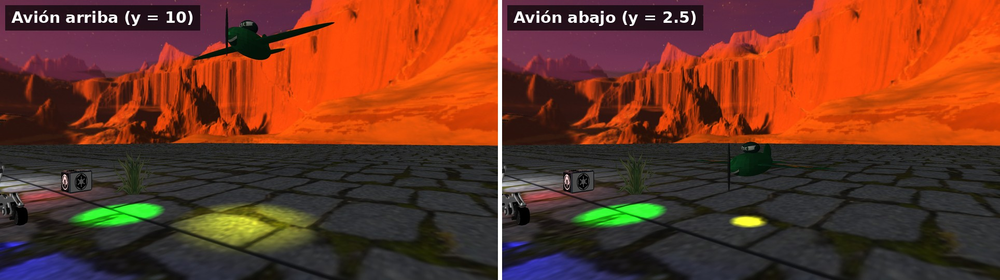 Avión arriba (y = 10)
Avión abajo (y = 2.5)